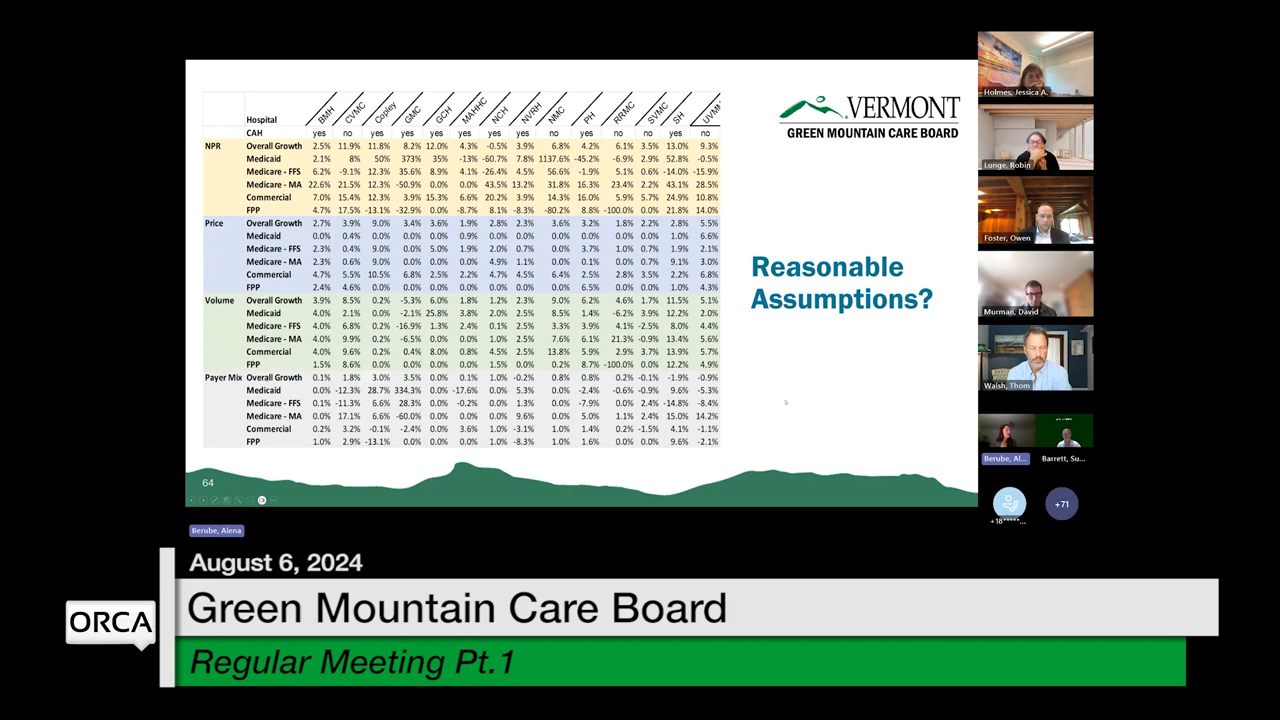 Hospital BMH CVMC Copley GMC GCH MAHHC NCH NVRH NMC PH RRMC SVMC SH UVMM
CAH yes no yes yes yes yes yes yes no yes no no yes no
NPR Overall Growth 2.5% 11.9% 11.8% 8.2% 12.0% 4.3% -0.5% 3.9% 6.8% 4.2% 6.1% 3.5% 13.0% 9.3%
Medicaid 2.1% 8% 50% 373% 35% -13% -60.7% 7.8% 1137.6% -45.2% -6.9% 2.9% 52.8% -0.5%
Medicare - FFS 6.2% -9.1% 12.3% 35.6% 8.9% 4.1% -26.4% 4.5% 56.6% -1.9% 5.1% 0.6% -14.0% -15.9%
Medicare - MA 22.6% 21.5% 12.3% -50.9% 0.0% 0.0% 43.5% 13.2% 31.8% 16.3% 23.4% 2.2% 43.1% 28.5%
Commercial 7.0% 15.4% 12.3% 3.9% 15.3% 6.6% 20.2% 3.9% 14.3% 16.0% 5.9% 5.7% 24.9% 10.8%
FPP 4.7% 17.5% -13.1% -32.9% 0.0% -8.7% 8.1% -8.3% -80.2% 8.8% -100.0% 0.0% 21.8% 14.0%
Price Overall Growth 2.7% 3.9% 9.0% 3.4% 3.6% 1.9% 2.8% 2.3% 3.6% 3.2% 1.8% 2.2% 2.8% 5.5%
Medicaid 0.0% 0.4% 0.0% 0.0% 0.0% 0.9% 0.0% 0.0% 0.0% 0.0% 0.0% 0.0% 1.0% 6.6%
Medicare - FFS 2.3% 0.4% 9.0% 0.0% 5.0% 1.9% 2.0% 0.7% 0.0% 3.7% 1.0% 0.7% 1.9% 2.1%
Medicare - MA 2.3% 0.6% 9.0% 0.0% 0.0% 0.0% 4.9% 1.1% 0.0% 0.1% 0.0% 0.7% 9.1% 3.0%
Commercial 4.7% 5.5% 10.5% 6.8% 2.5% 2.2% 4.7% 4.5% 6.4% 2.5% 2.8% 3.5% 2.2% 6.8%
FPP 2.4% 4.6% 0.0% 0.0% 0.0% 0.0% 0.0% 0.0% 0.0% 6.5% 0.0% 0.0% 1.0% 4.3%
Volume Overall Growth 3.9% 8.5% 0.2% -5.3% 6.0% 1.8% 1.2% 2.3% 9.0% 6.2% 4.6% 1.7% 11.5% 5.1%
Medicaid 4.0% 2.1% 0.0% -2.1% 25.8% 3.8% 2.0% 2.5% 8.5% 1.4% -6.2% 3.9% 12.2% 2.0%
Medicare - FFS 4.0% 6.8% 0.2% -16.9% 1.3% 2.4% 0.1% 2.5% 3.3% 3.9% 4.1% -2.5% 8.0% 4.4%
Medicare - MA 4.0% 9.9% 0.2% -6.5% 0.0% 0.0% 1.0% 2.5% 7.6% 6.1% 21.3% -0.9% 13.4% 5.6%
Commercial 4.0% 9.6% 0.2% 0.4% 8.0% 0.8% 4.5% 2.5% 13.8% 5.9% 2.9% 3.7% 13.9% 5.7%
FPP 1.5% 8.6% 0.0% 0.0% 0.0% 0.0% 1.5% 0.0% 0.2% 8.7% -100.0% 0.0% 12.2% 4.9%
Payer Mix Overall Growth 0.1% 1.8% 3.0% 3.5% 0.0% 0.1% 1.0% -0.2% 0.8% 0.8% 0.2% -0.1% -1.9% -0.9%
Medicaid 0.0% -12.3% 28.7% 334.3% 0.0% -17.6% 0.0% 5.3% 0.0% -2.4% -0.6% -0.9% 9.6% -5.3%
Medicare - FFS 0.1% -11.3% 6.6% 28.3% 0.0% -0.2% 0.0% 1.3% 0.0% -7.9% 0.0% 2.4% -14.8% -8.4%
Medicare - MA 0.0% 17.1% 6.6% -60.0% 0.0% 0.0% 0.0% 9.6% 0.0% 5.0% 1.1% 2.4% 15.0% 14.2%
Commercial 0.2% 3.2% -0.1% -2.4% 0.0% 3.6% 1.0% -3.1% 1.0% 1.4% 0.2% -1.5% 4.1% -1.1%
FPP 1.0% 2.9% -13.1% 0.0% 0.0% 0.0% 0.0% -8.3% 1.0% 1.6% 0.0% 0.0% 9.6% -2.1%
VERMONT
GREEN MOUNTAIN CARE BOARD
Reasonable
Assumptions?
64
Holmes, Jessica A.
Lunge, Robin
Foster, Owen
Murman, David
Walsh, Thom
Berube, Al...
Barrett, Su...
+18*****...
+71
Berube, Alena
August 6, 2024
ORCA
Green Mountain Care Board
Regular Meeting Pt.1